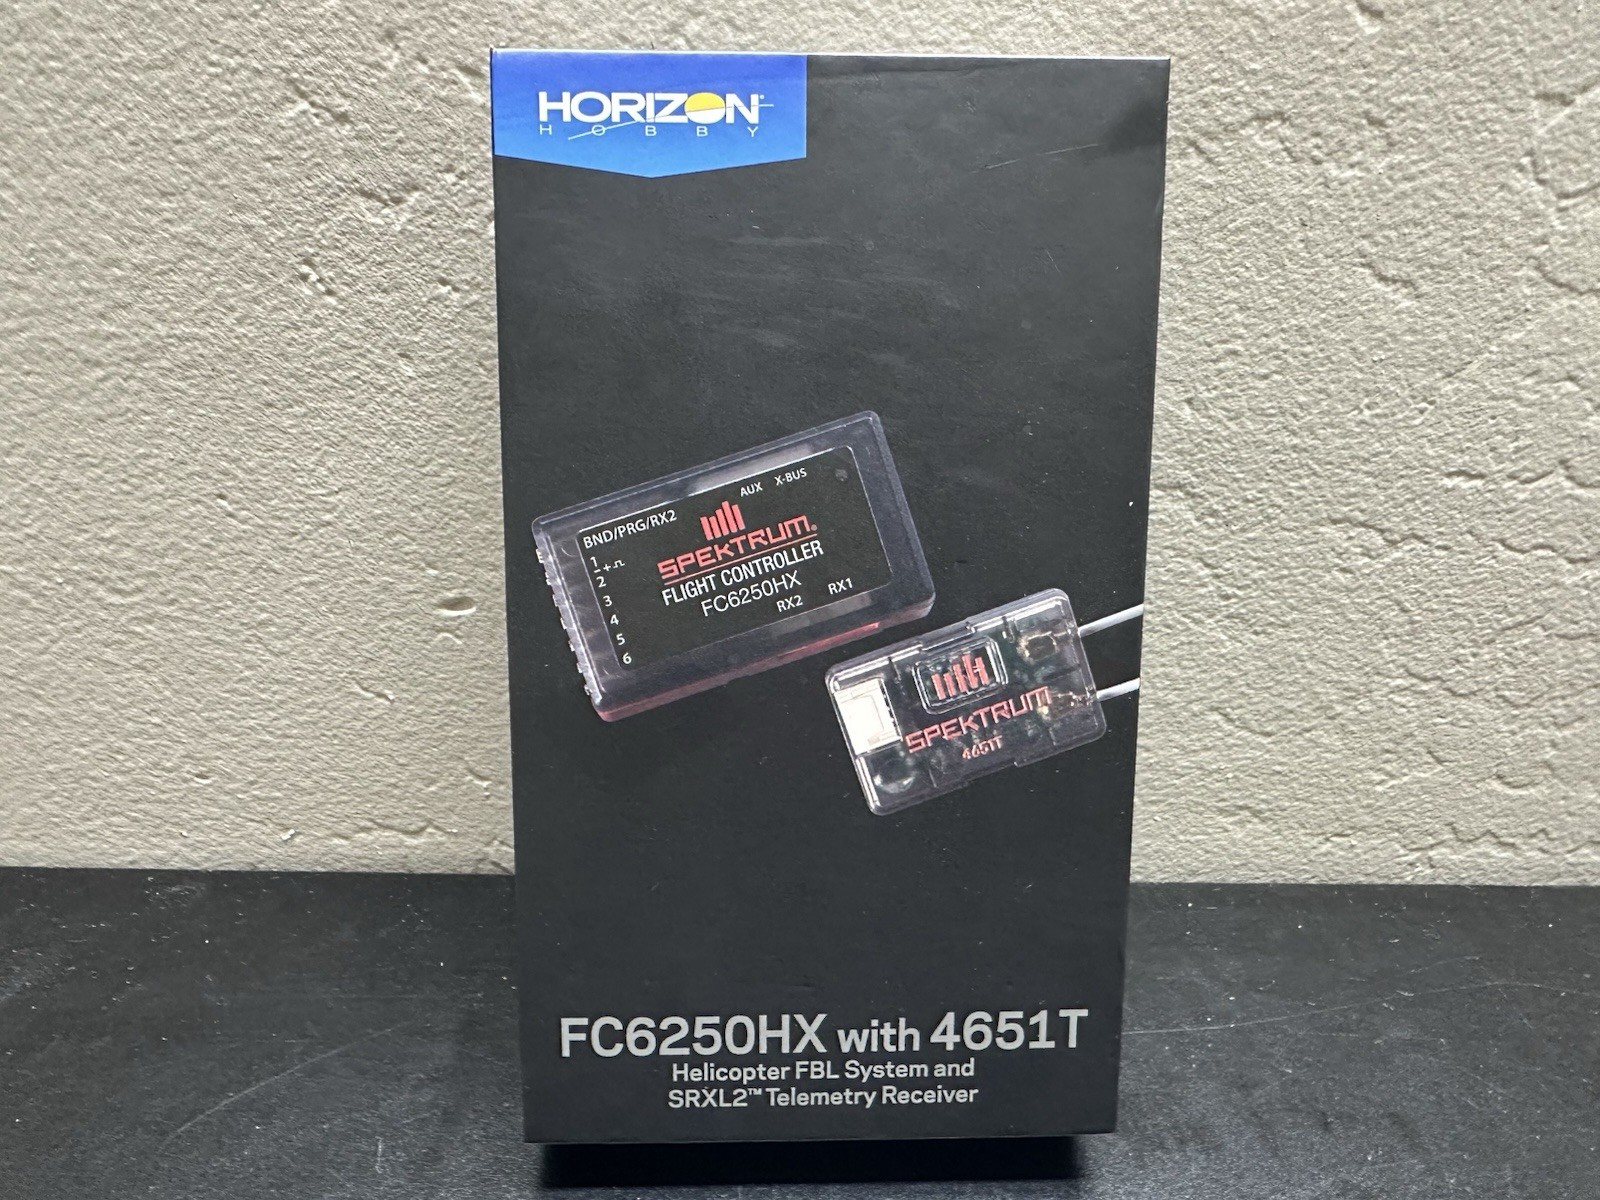 HORIZON
HOBBY
AUX X-BUS
BND/PRG/RX2
SPEKTRUM
FLIGHT CONTROLLER
FC6250HX
RX2 RX1
1
2
3
4
5
6
SPEKTRUM
4651T
FC6250HX with 4651T
Helicopter FBL System and
SRXL2™ Telemetry Receiver